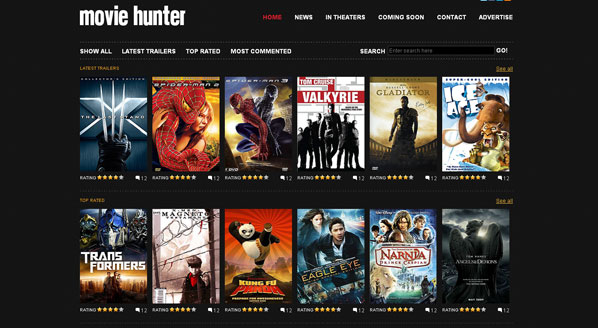 movie hunter
HOME NEWS IN THEATERS COMING SOON CONTACT ADVERTISE
SHOW ALL LATEST TRAILERS TOP RATED MOST COMMENTED SEARCH Enter search here GO!
LATEST TRAILERS See all
COLLECTOR'S EDITION
THE LAST STAND
SPIDER-MAN 2
SPIDER-MAN 3
TOM CRUISE
VALKYRIE
GLADIATOR
ICE AGE
RATING 12 RATING 12 RATING 12 RATING 12 RATING 12 RATING 12
TOP RATED See all
TRANSFORMERS
MAGNETO
KUNG FU PANDA
EAGLE EYE
NARNIA
PRINCE CASPIAN
TOM HANKS
ANGELS & DEMONS
RATING 12 RATING 12 RATING 12 RATING 12 RATING 12 RATING 12